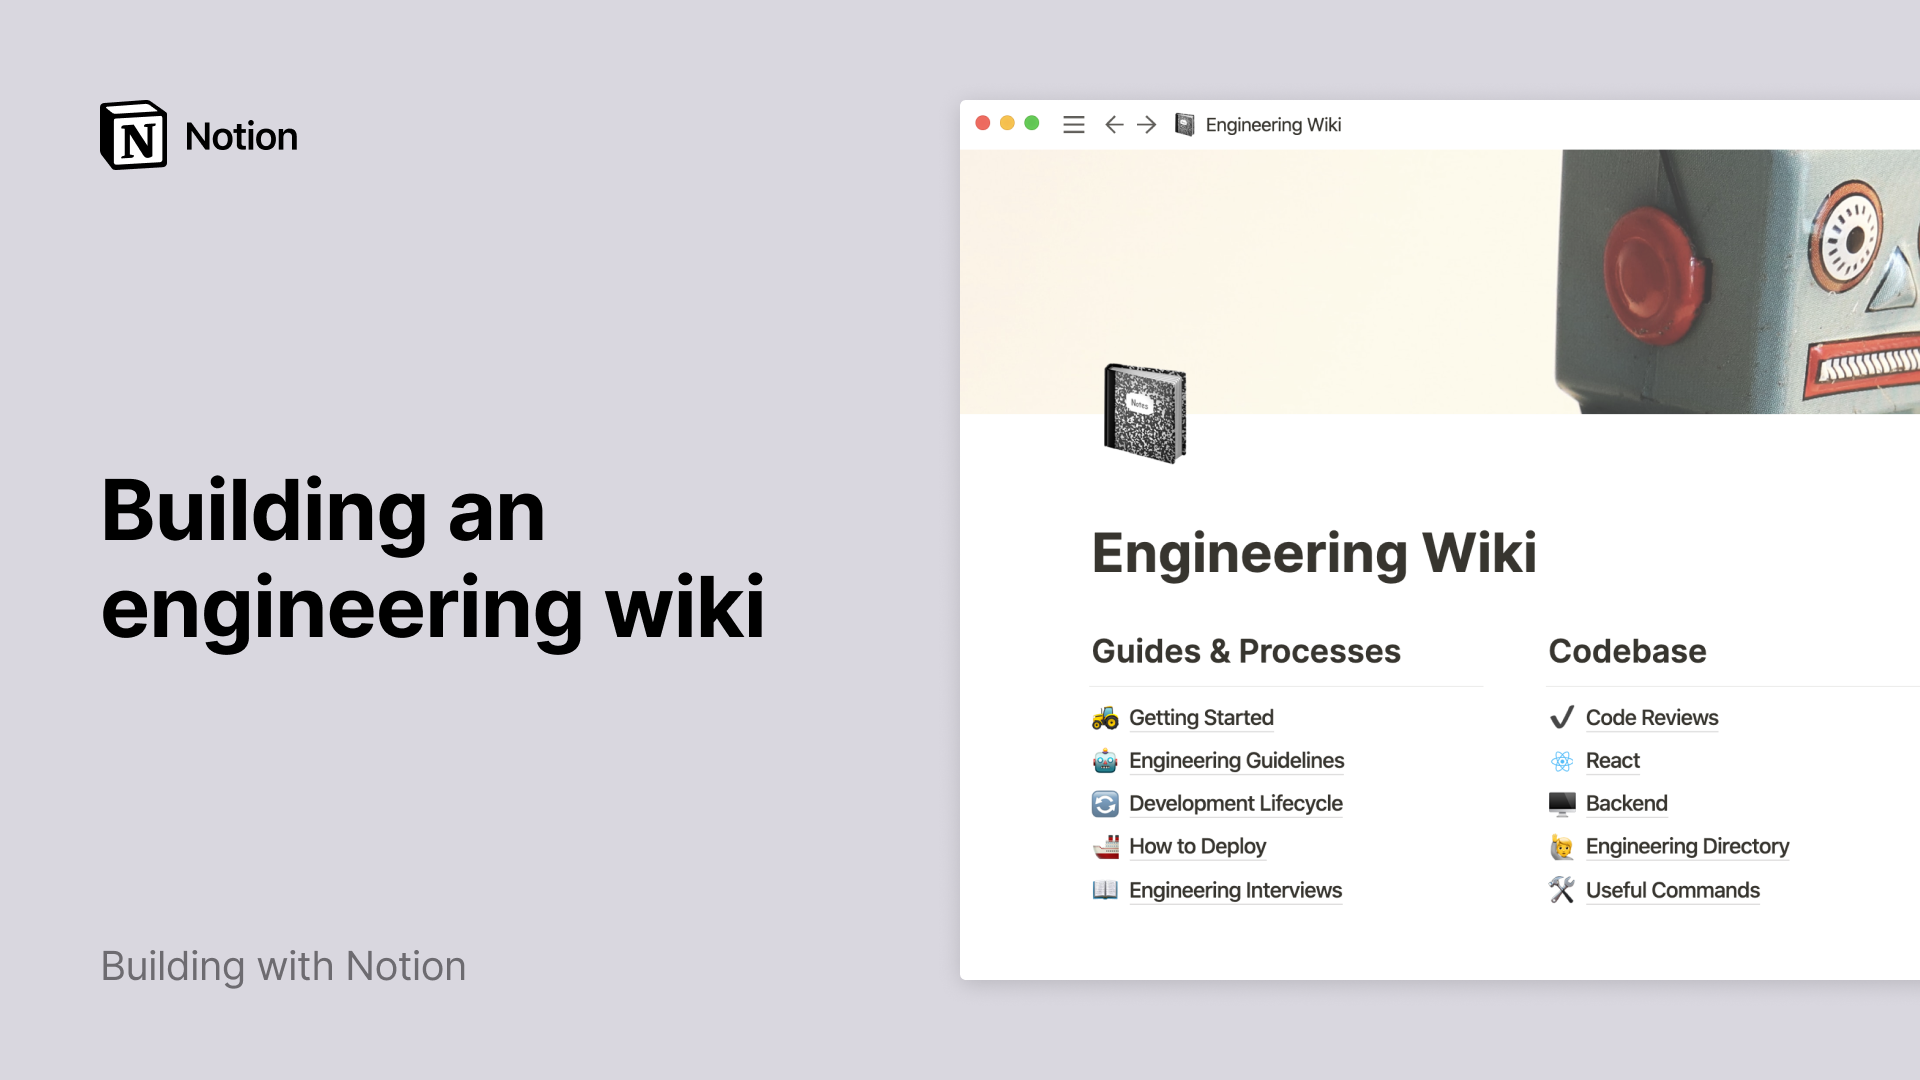 N Notion
Building an
engineering wiki
Building with Notion
Engineering Wiki
Notes
Engineering Wiki
Guides & Processes
Getting Started
Engineering Guidelines
Development Lifecycle
How to Deploy
Engineering Interviews
Codebase
Code Reviews
React
Backend
Engineering Directory
Useful Commands